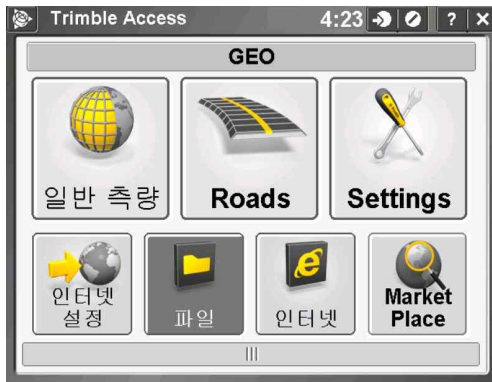 Trimble Access 4:23 ? ×
GEO
일반 측량 Roads Settings
인터넷 설정
파일
인터넷
Market Place